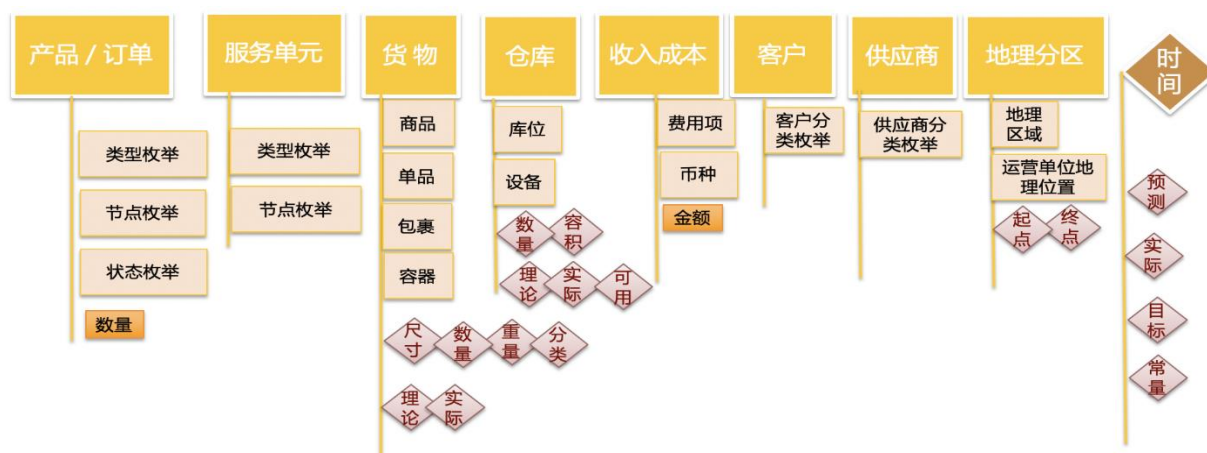 产品 / 订单
类型枚举
节点枚举
状态枚举
数量
服务单元
类型枚举
节点枚举
货物
商品
单品
包裹
容器
尺寸
数量
重量
分类
理论
实际
仓库
库位
设备
数量
容积
理论
实际
可用
收入成本
费用项
币种
金额
客户
客户分
类枚举
供应商
供应商分
类枚举
地理分区
地理
区域
运营单位地
理位置
起点
终点
时间
预测
实际
目标
常量